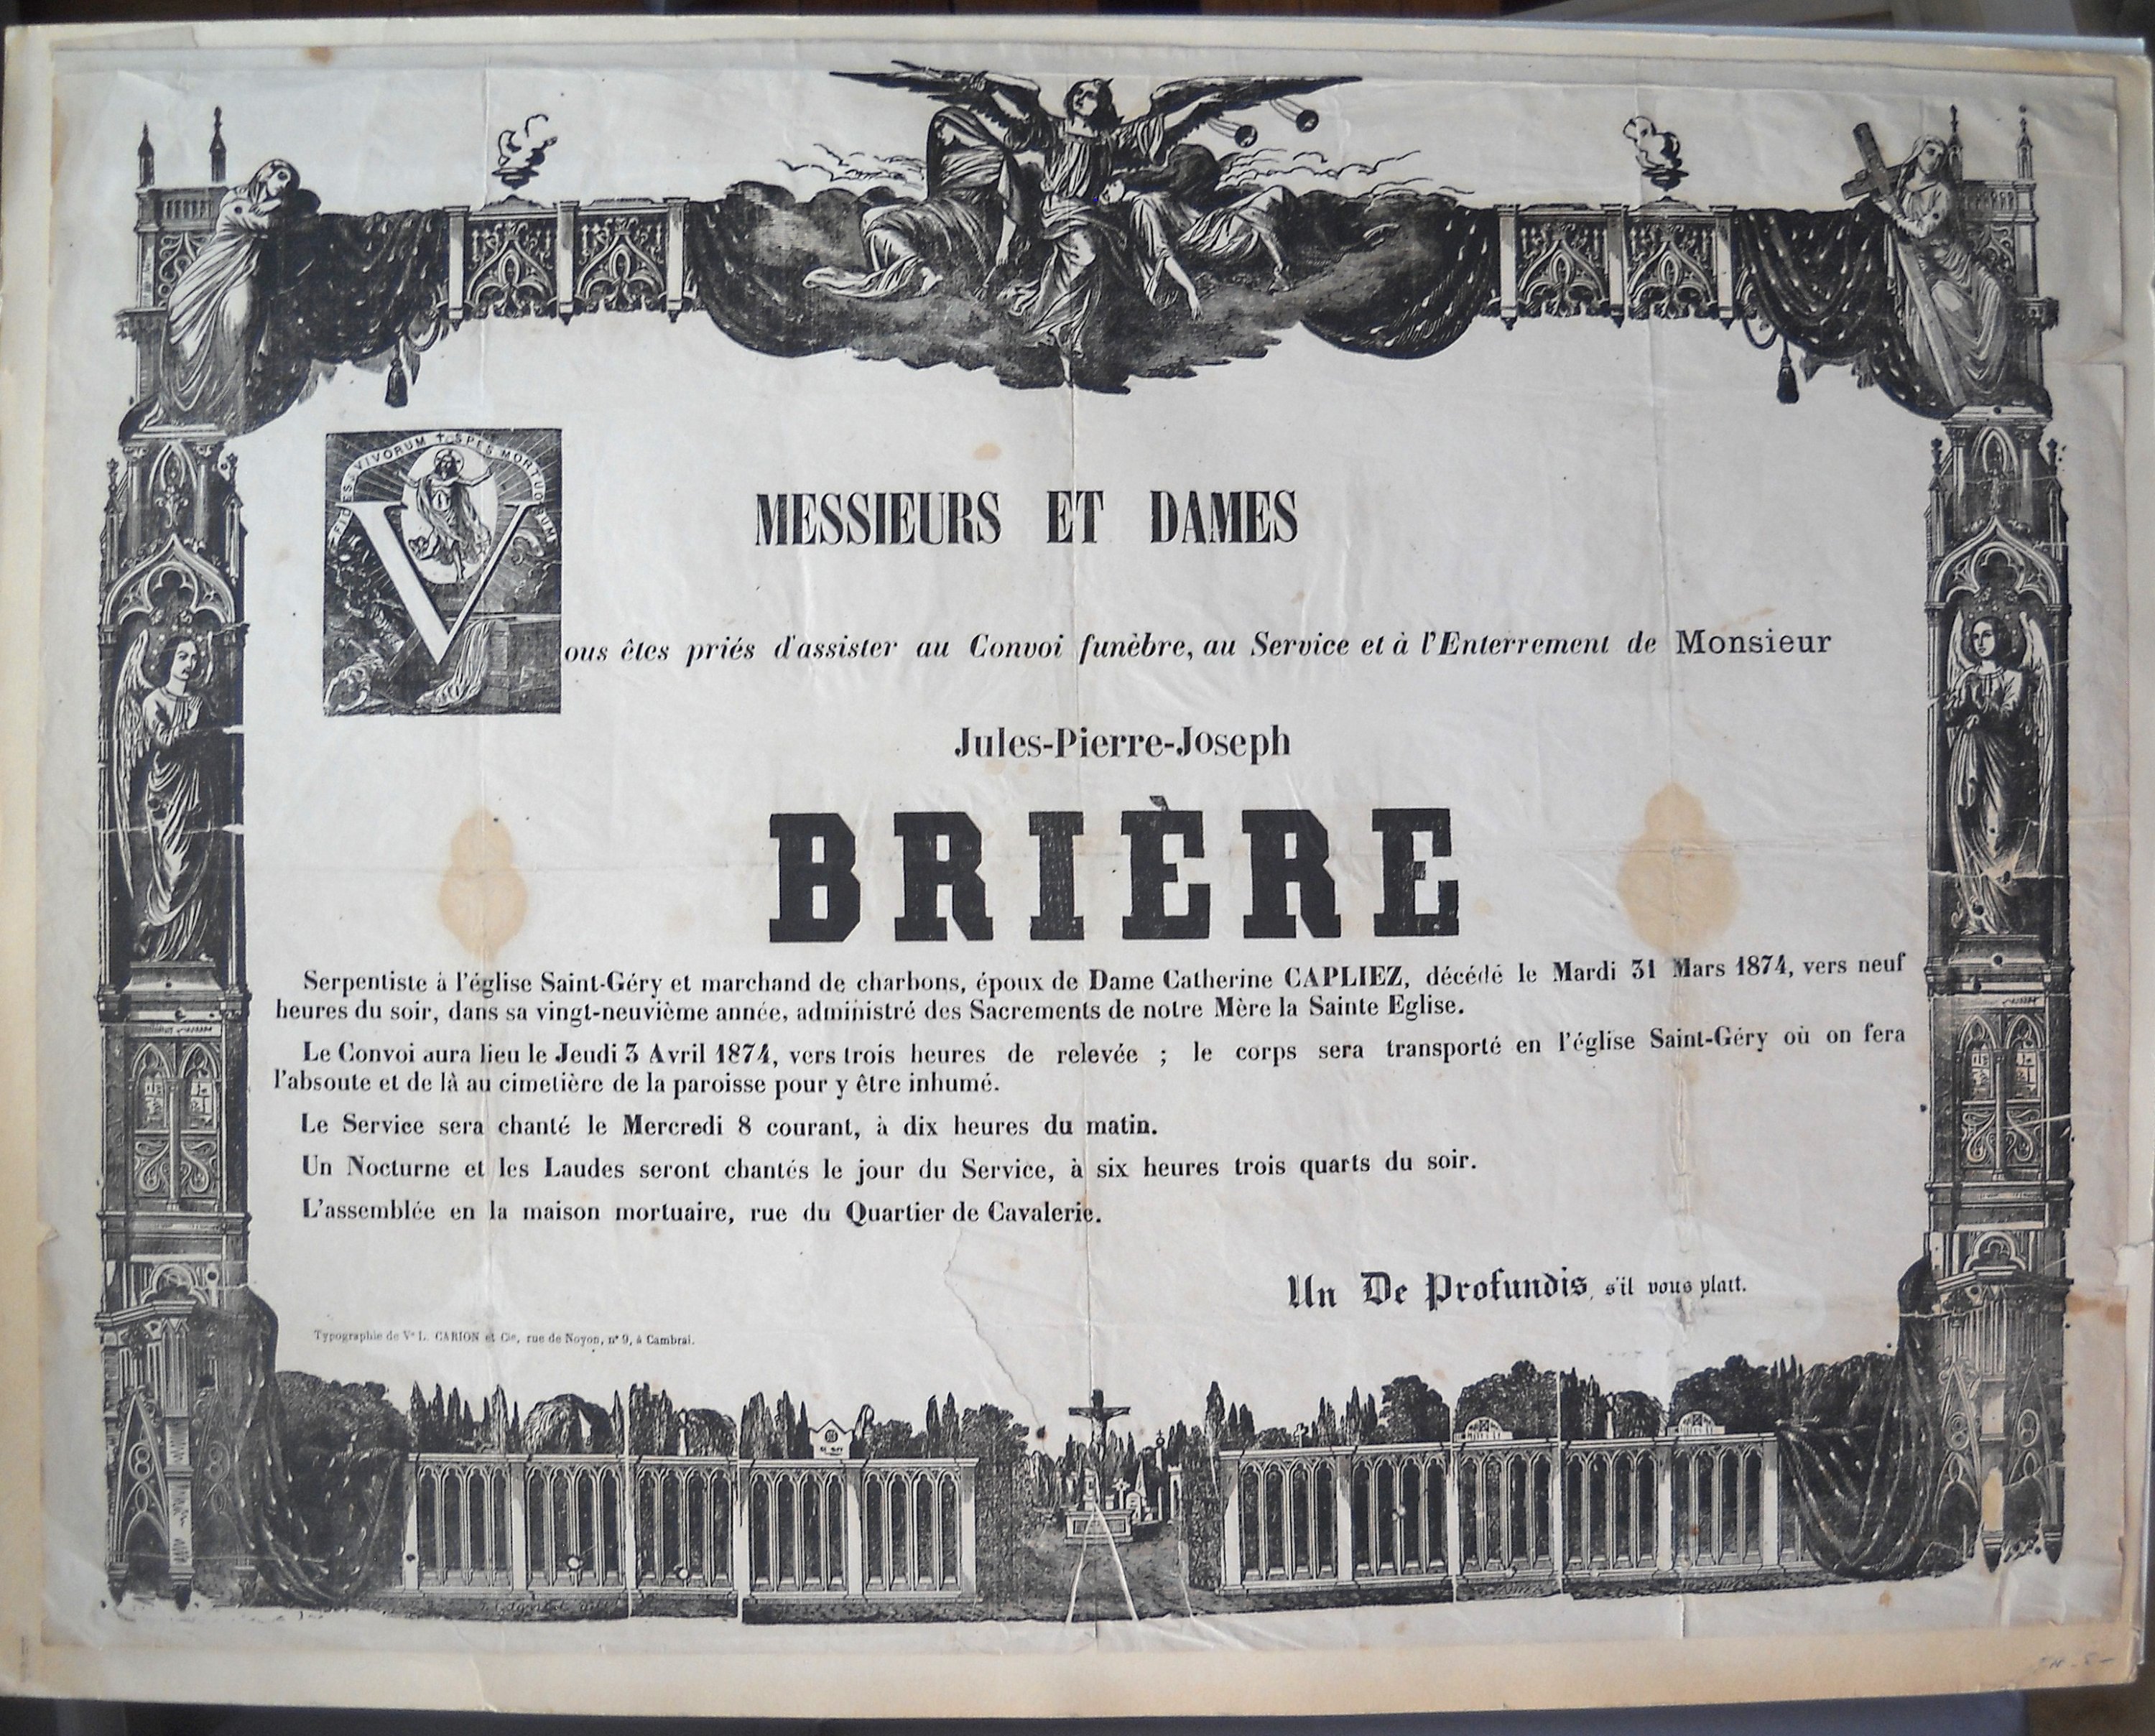 SPES VIVORUM † SPES MORTUORUM
MESSIEURS ET DAMES
Vous êtes priés d'assister au Convoi funèbre, au Service et à l'Enterrement de Monsieur
Jules-Pierre-Joseph
BRIÈRE
Serpentiste à l'église Saint-Géry et marchand de charbons, époux de Dame Catherine CAPLIEZ, décédé le Mardi 31 Mars 1874, vers neuf
heures du soir, dans sa vingt-neuvième année, administré des Sacrements de notre Mère la Sainte Eglise.
Le Convoi aura lieu le Jeudi 3 Avril 1874, vers trois heures de relevée ; le corps sera transporté en l'église Saint-Géry où on fera
l'absoute et de là au cimetière de la paroisse pour y être inhumé.
Le Service sera chanté le Mercredi 8 courant, à dix heures du matin.
Un Nocturne et les Laudes seront chantés le jour du Service, à six heures trois quarts du soir.
L'assemblée en la maison mortuaire, rue du Quartier de Cavalerie.
Un De Profundis, s'il vous plait.
Typographie de Ve L. CARION et Cie, rue de Noyon, n° 9, à Cambrai.